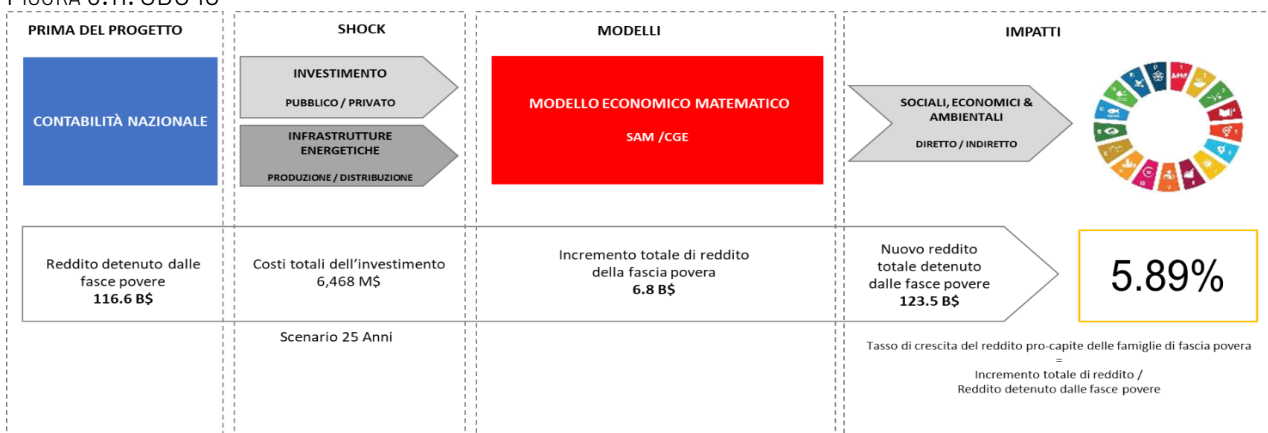 PRIMA DEL PROGETTO
SHOCK
MODELLI
IMPATTI
CONTABILITÀ NAZIONALE
INVESTIMENTO
PUBBLICO / PRIVATO
INFRASTRUTTURE
ENERGETICHE
PRODUZIONE / DISTRIBUZIONE
MODELLO ECONOMICO MATEMATICO
SAM /CGE
SOCIALI, ECONOMICI &
AMBIENTALI
DIRETTO / INDIRETTO
Reddito detenuto dalle
fasce povere
116.6 B$
Costi totali dell’investimento
6,468 M$
Scenario 25 Anni
Incremento totale di reddito
della fascia povera
6.8 B$
Nuovo reddito
totale detenuto
dalle fasce povere
123.5 B$
5.89%
Tasso di crescita del reddito pro-capite delle famiglie di fascia povera
=
Incremento totale di reddito /
Reddito detenuto dalle fasce povere